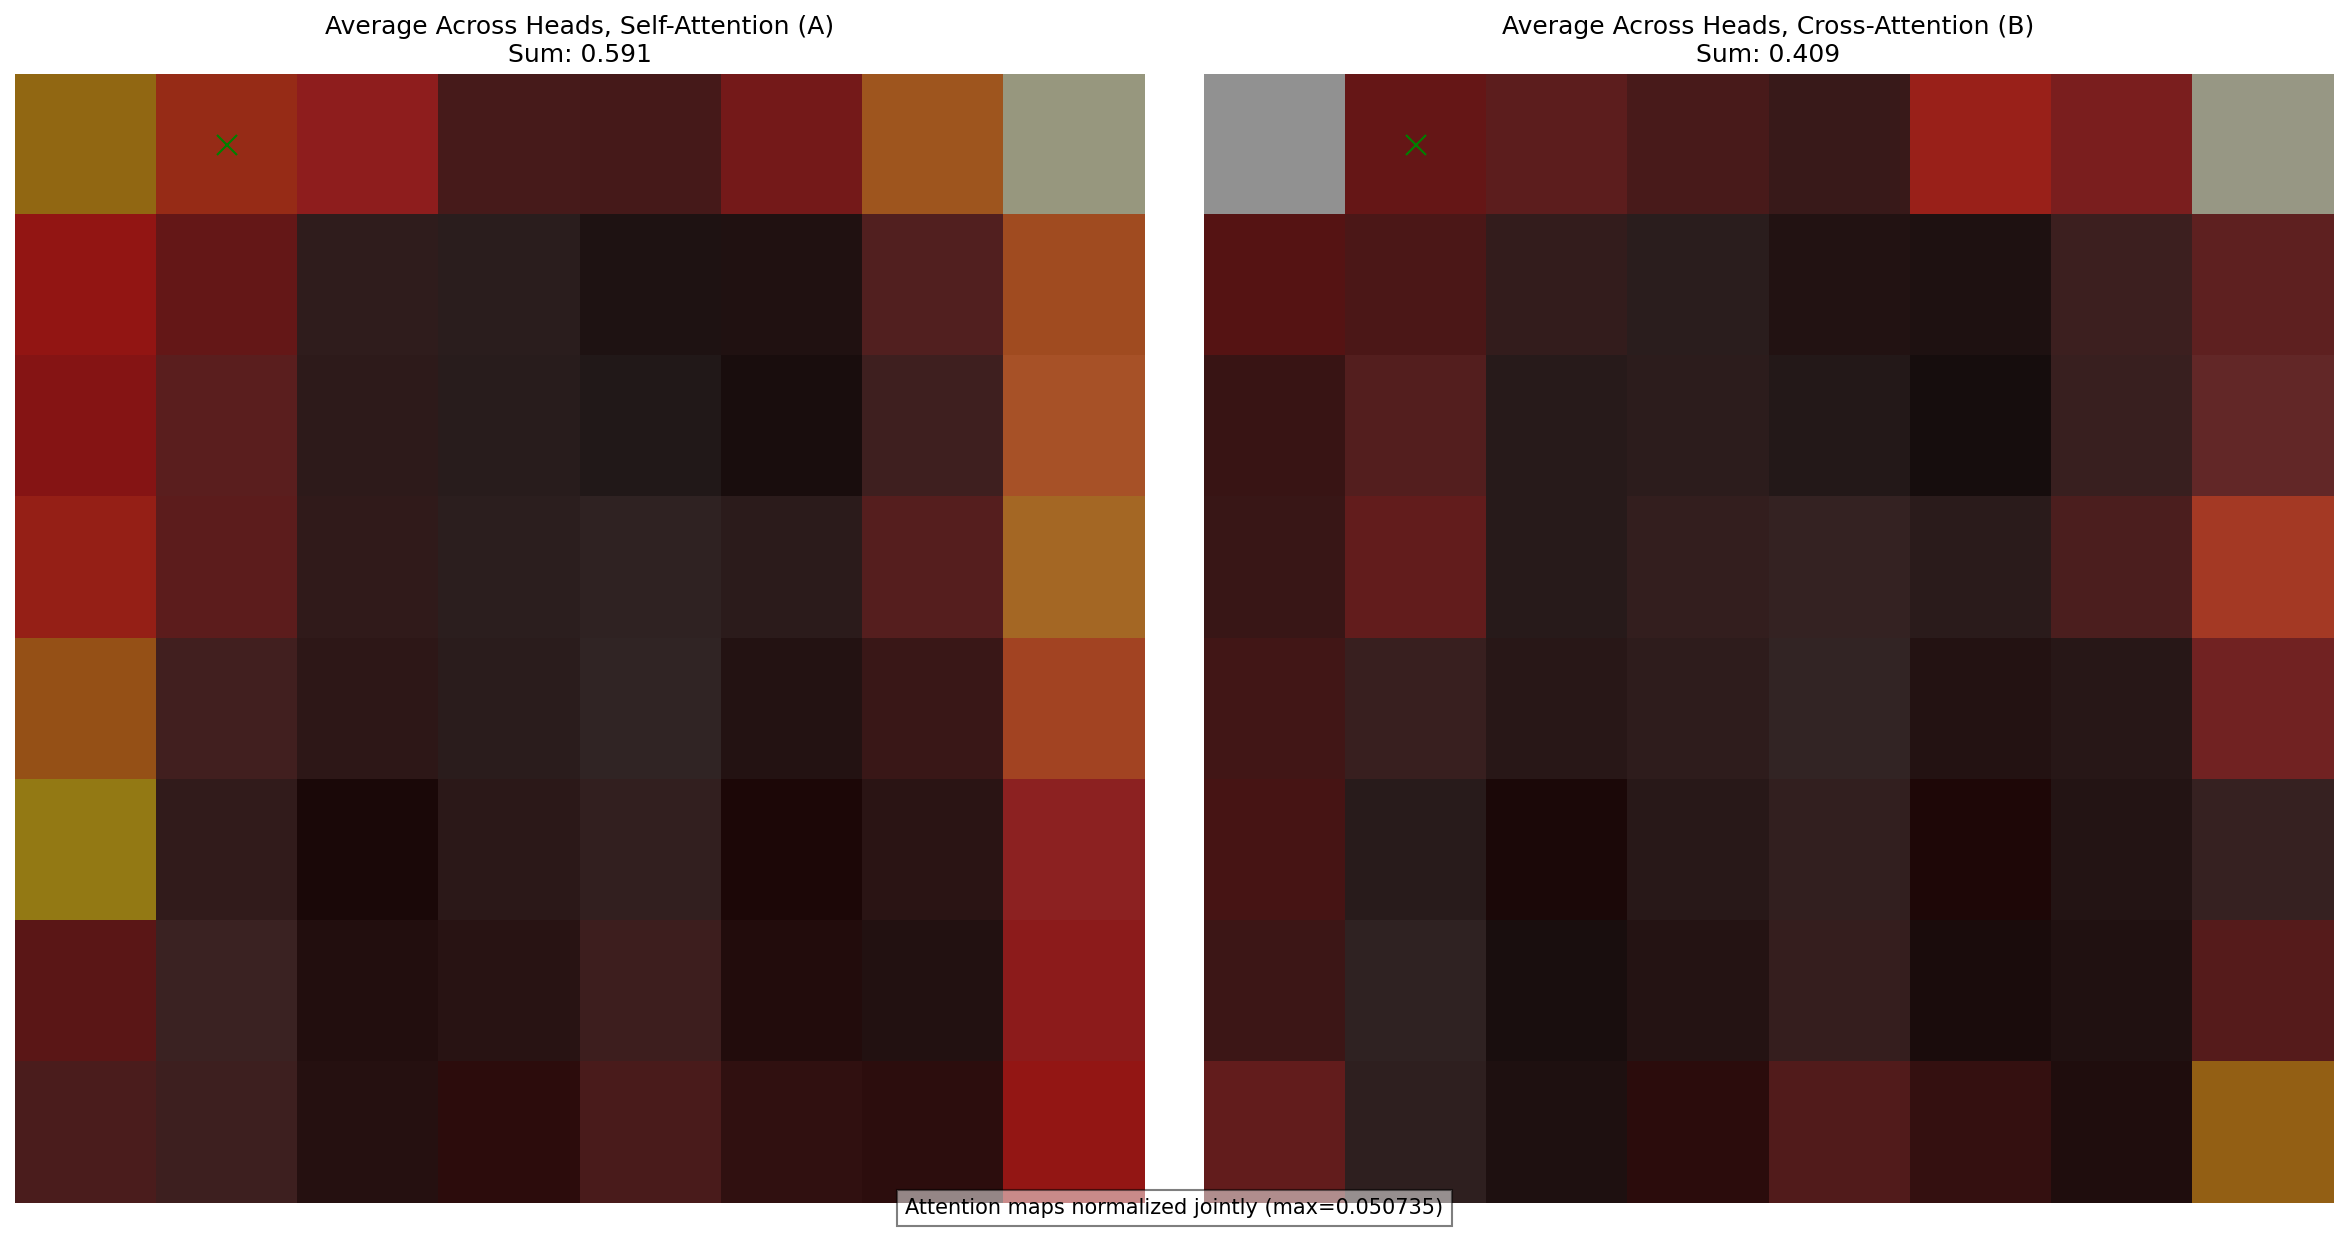 Average Across Heads, Self-Attention (A)
Sum: 0.591
Average Across Heads, Cross-Attention (B)
Sum: 0.409
Attention maps normalized jointly (max=0.050735)